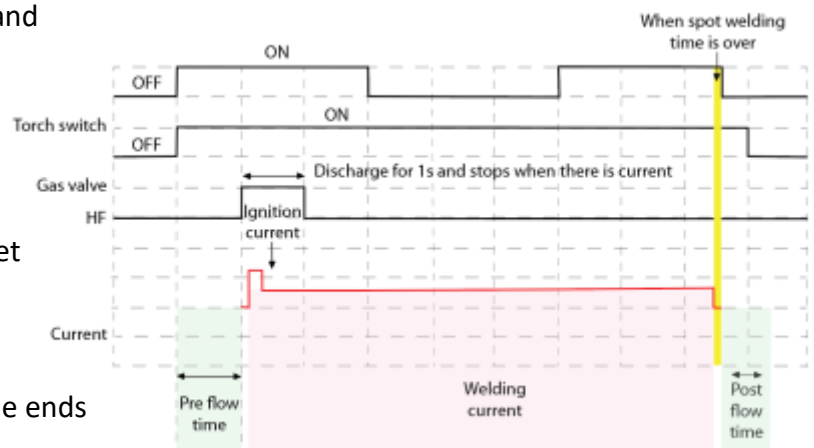 and
When spot welding
time is over
ON
OFF
Torch switch
ON
OFF
Gas valve
Discharge for 1s and stops when there is current
HF
Ignition
current
et
Current
Pre flow
time
Welding
current
Post
flow
time
e ends